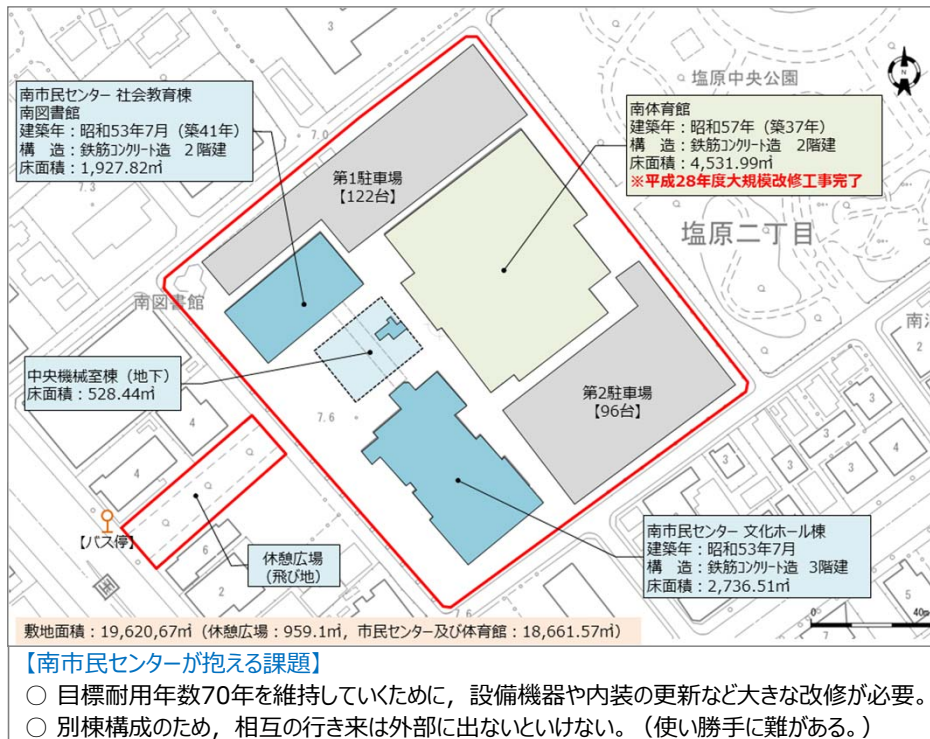 3
塩原中央公園
N
南市民センター 社会教育棟
南図書館
建築年：昭和53年7月（築41年）
構　造：鉄筋コンクリート造　２階建
床面積：1,927.82㎡
7.0
7.3
南体育館
建築年：昭和57年（築37年）
構　造：鉄筋コンクリート造　2階建
床面積：4,531.99㎡
※平成28年度大規模改修工事完了
第1駐車場
【122台】
塩原二丁目
南図書館
中央機械室棟（地下）
床面積：528.44㎡
7.6
第2駐車場
【96台】
2
4
4
3
3
3
3
3
【バス停】
6
2
休憩広場
(飛び地)
南市民センター 文化ホール棟
建築年：昭和53年7月
構　造：鉄筋コンクリート造　3階建
床面積：2,736.51㎡
5
7.6
0
40m
7
敷地面積：19,620,67㎡（休憩広場：959.1㎡，市民センター及び体育館：18,661.57㎡）
【南市民センターが抱える課題】
○ 目標耐用年数70年を維持していくために，設備機器や内装の更新など大きな改修が必要。
○ 別棟構成のため，相互の行き来は外部に出ないといけない。（使い勝手に難がある。）